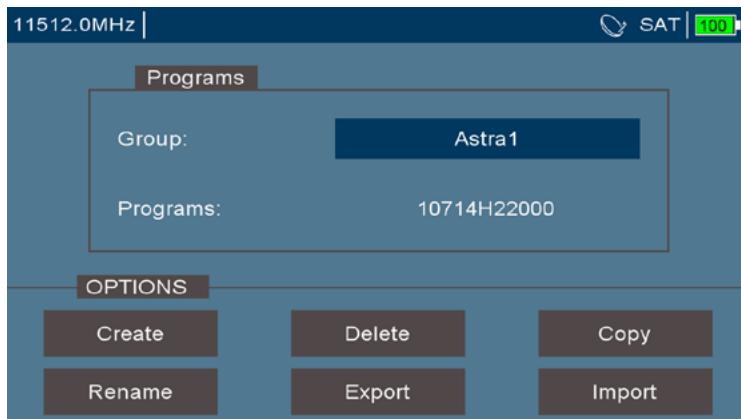 11512.0MHz SAT 100
Programs
Group: Astra1
Programs: 10714H22000
OPTIONS
Create Delete Copy
Rename Export Import